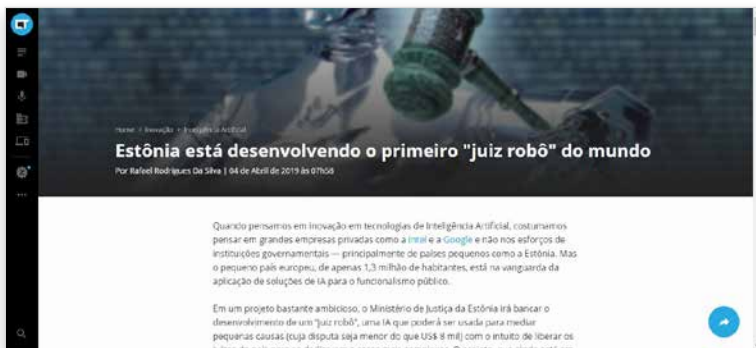 Home > Inovação > Inteligência Artificial
Estônia está desenvolvendo o primeiro "juiz robô" do mundo
Por Rafael Rodrigues Da Silva | 04 de Abril de 2019 às 07h58
Quando pensamos em inovação em tecnologias de Inteligência Artificial, costumamos
pensar em grandes empresas privadas como a Intel e a Google e não nos esforços de
instituições governamentais — principalmente de países pequenos como a Estônia. Mas
o pequeno país europeu, de apenas 1,3 milhão de habitantes, está na vanguarda da
aplicação de soluções de IA para o funcionalismo público.
Em um projeto bastante ambicioso, o Ministério de Justiça da Estônia irá bancar o
desenvolvimento de um "juiz robô", uma IA que poderá ser usada para mediar
pequenas causas (cuja disputa seja menor do que US$ 8 mil) com o intuito de liberar os